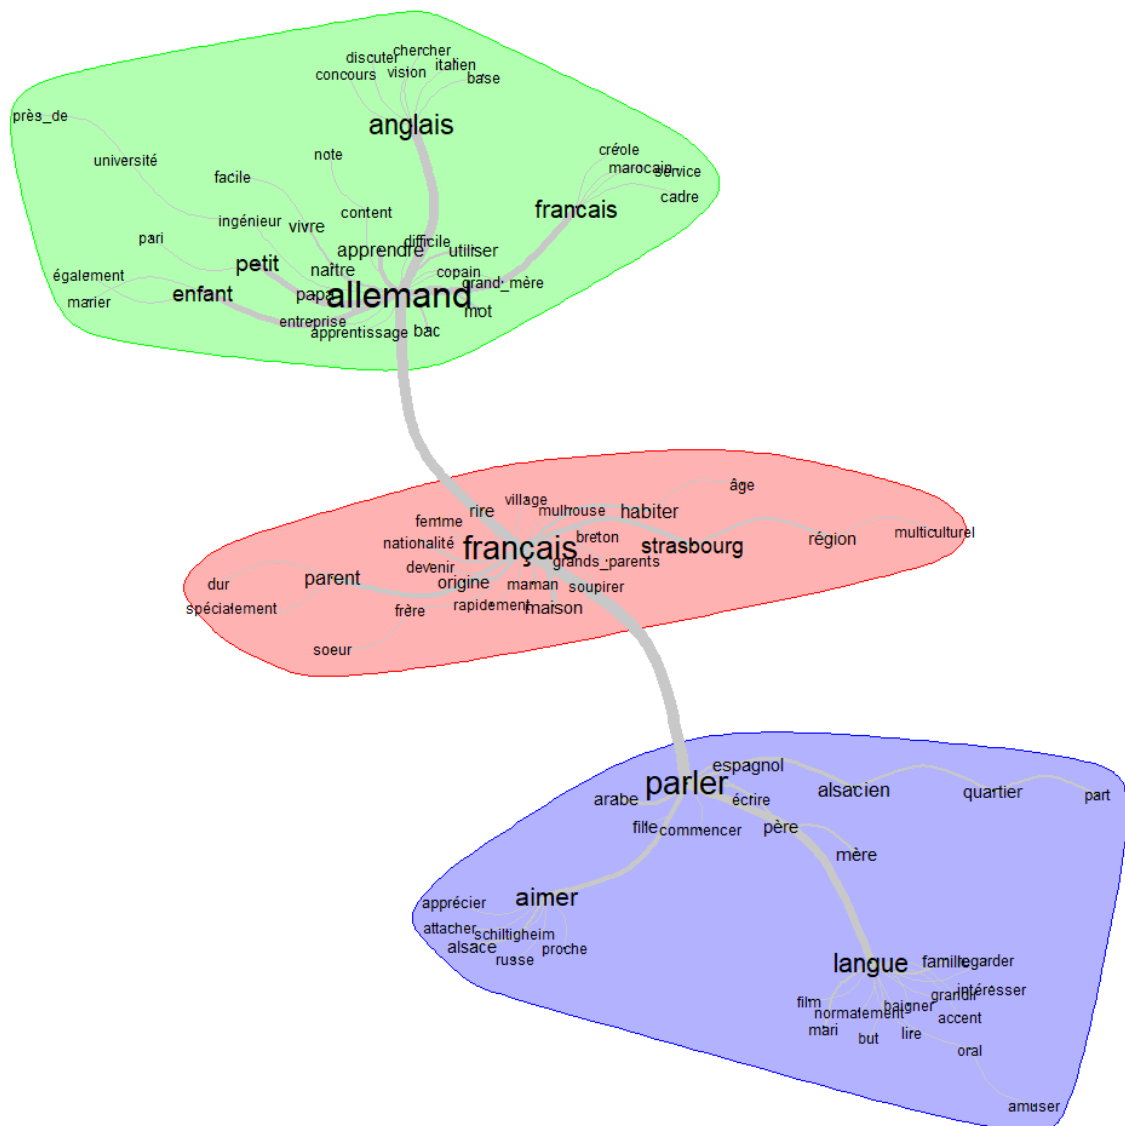 chercher
discuter
italien
concours
vision
base
près_de
anglais
note
créole
université
marocain
service
facile
cadre
content
francais
ingénieur
vivre
pari
difficile
apprendre
utiliser
petit
naître
copain
également
grand_mère
enfant
papa
allemand
marier
mot
entreprise
apprentissage
bac
âge
village
rire
mulhouse
habiter
femme
multiculturel
breton
nationalité
français
strasbourg
région
grands_parents
devenir
dur
parent
origine
maman
soupirer
spécialement
frère
rapidement
maison
soeur
espagnol
parler
alsacien
quartier
part
arabe
écrire
fille
commencer
père
mère
aimer
apprécier
attacher
schiltigheim
alsace
proche
russe
langue
famille
regarder
intéresser
grandir
film
baigner
normalement
accent
mari
but
lire
oral
amuser